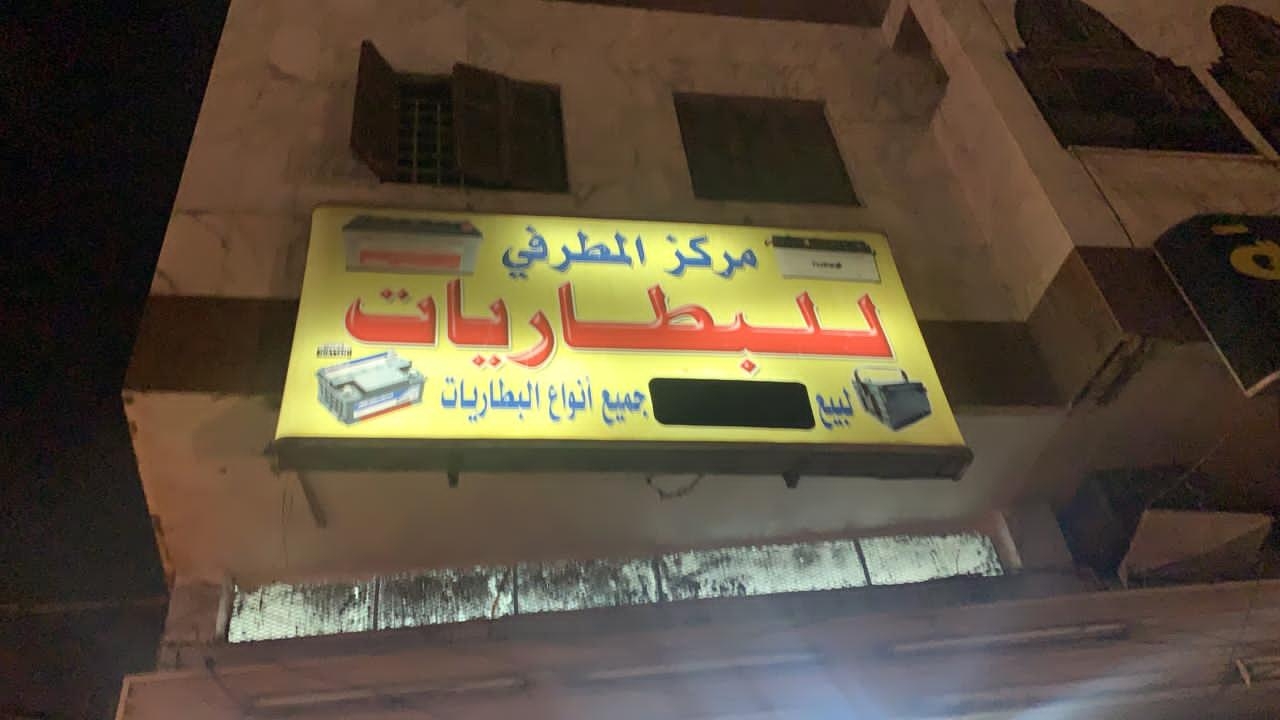 مركز المطرفي
للبطاريات
لبيع جميع أنواع البطاريات